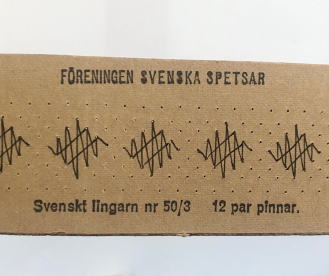 FÖRENINGEN SVENSKA SPETSAR
Svenskt lingarn nr 50/3 12 par pinnar.